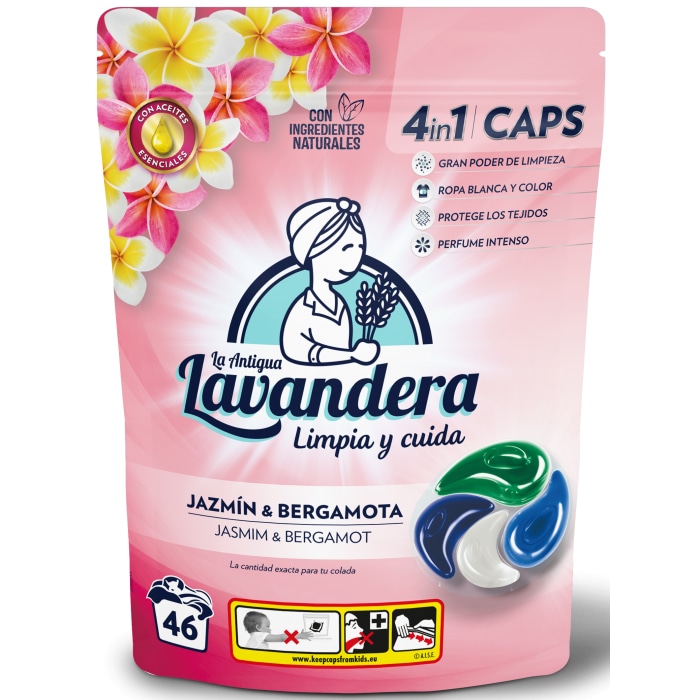 CON ACEITES
ESENCIALES
CON
INGREDIENTES
NATURALES
4in1 | CAPS
GRAN PODER DE LIMPIEZA
ROPA BLANCA Y COLOR
PROTEGE LOS TEJIDOS
PERFUME INTENSO
La Antigua
Lavandera
Limpia y cuida
JAZMÍN & BERGAMOTA
JASMIM & BERGAMOT
La cantidad exacta para tu colada
46
www.keepcapsfromkids.eu
©A.I.S.E.